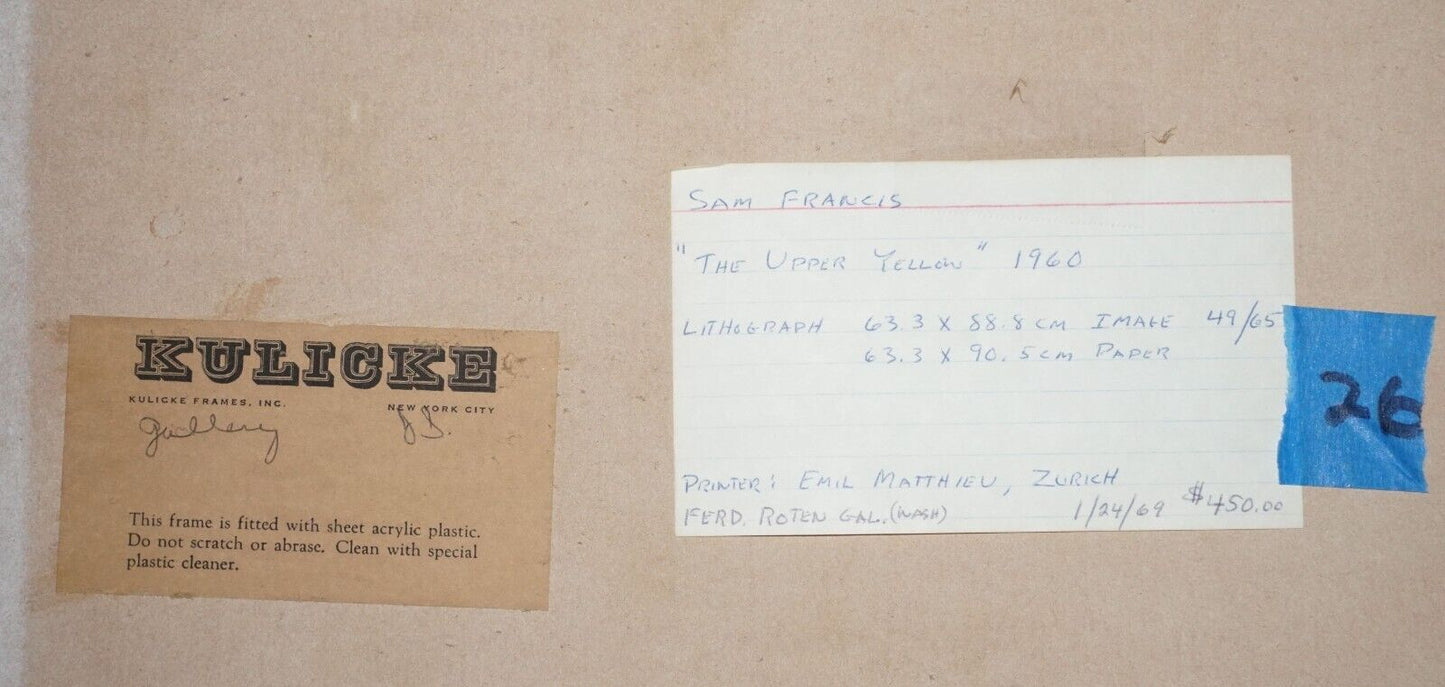 KULICKE
KULICKE FRAMES, INC. NEW YORK CITY
This frame is fitted with sheet acrylic plastic.
Do not scratch or abrase. Clean with special
plastic cleaner.
SAM FRANCIS
"THE UPPER YELLOW" 1960
LITHOGRAPH 63.3 X 88.8 CM IMAGE 49/65
63.3 X 90.5 CM PAPER
PRINTER: EMIL MATTHIEU, ZURICH
FERD. ROTEN GAL. (WASH) 1/24/69 $450.00
26